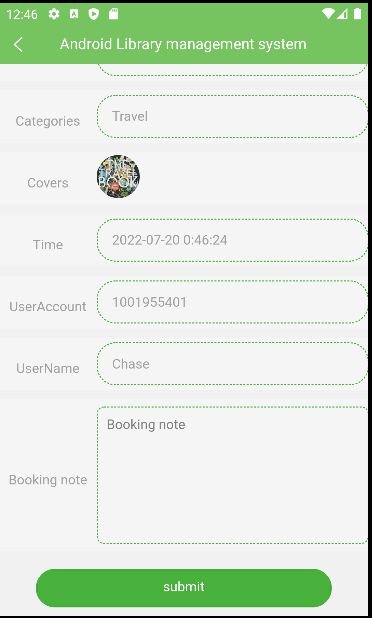 12:46
Android Library management system
Categories
Travel
Covers
Time
2022-07-20 0:46:24
UserAccount
1001955401
UserName
Chase
Booking note
Booking note
submit